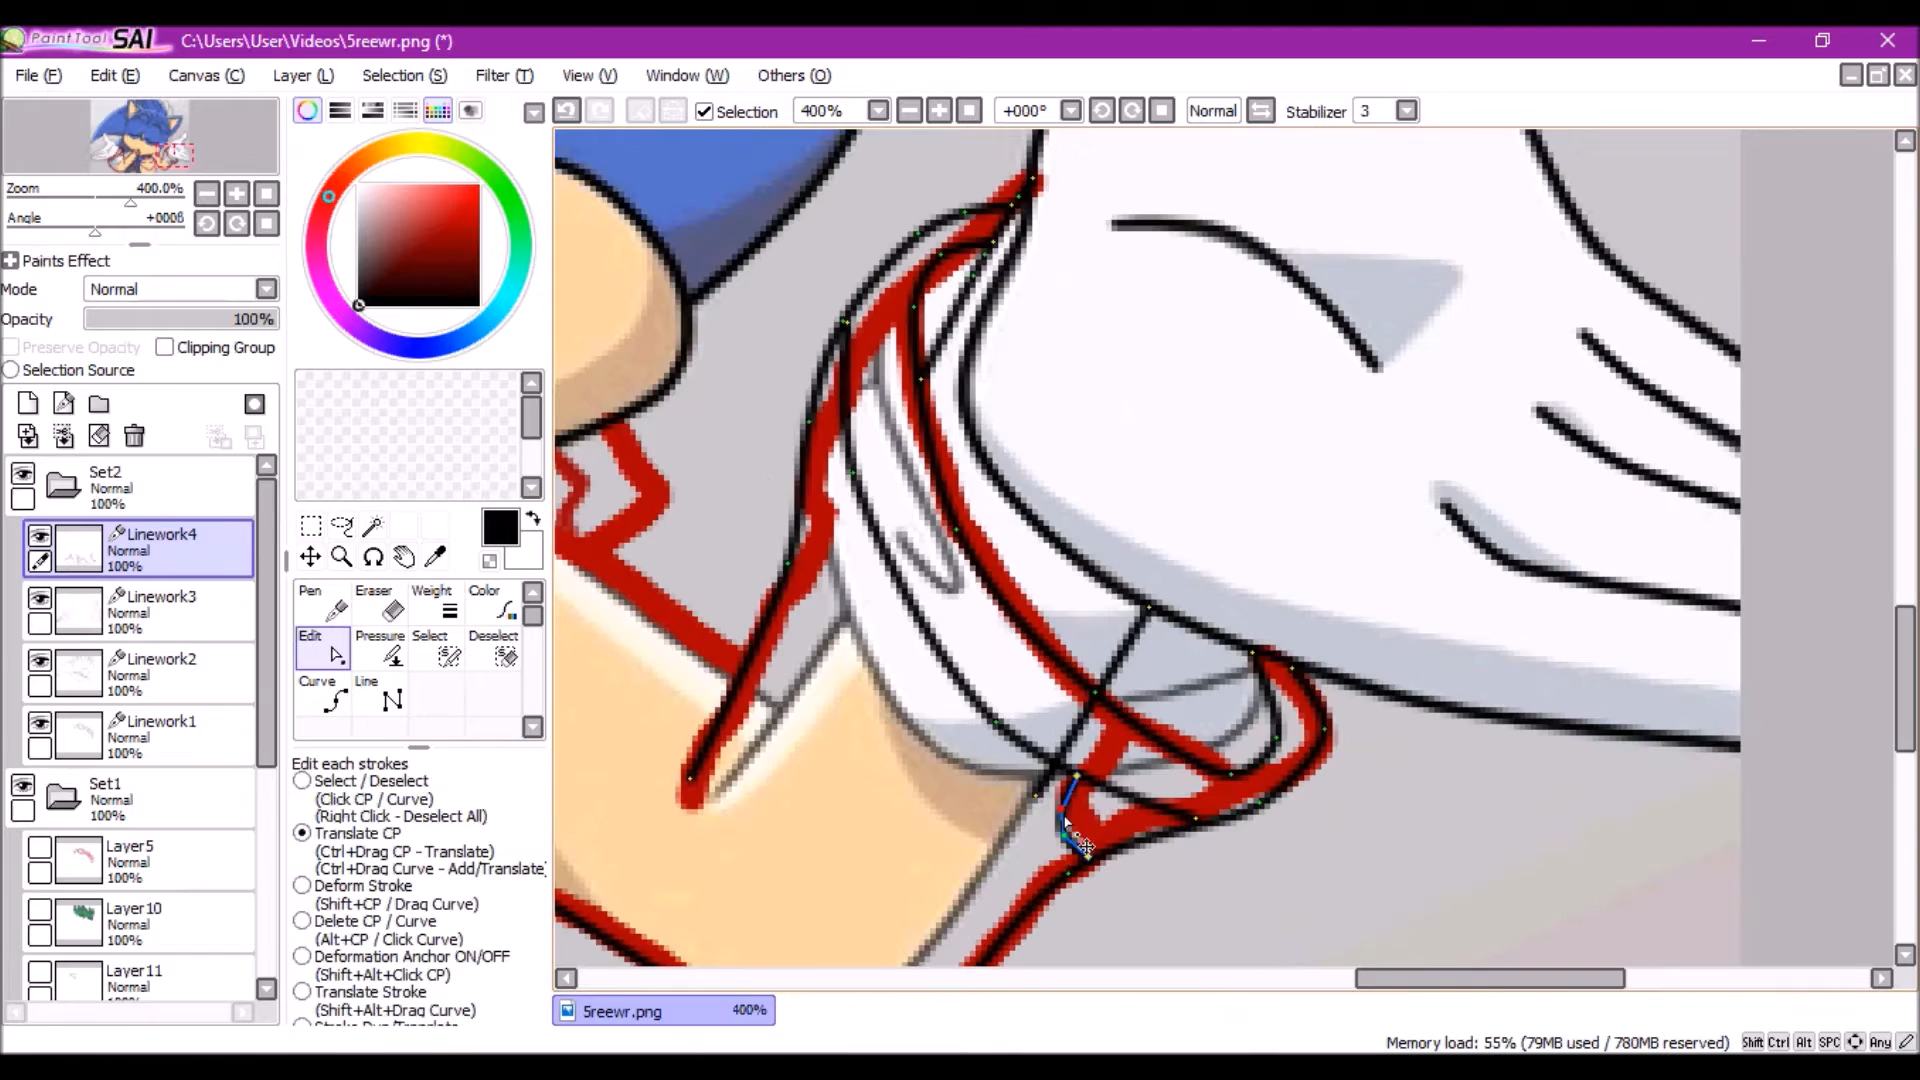 PaintTool SAI C:\Users\User\Videos\5reewr.png (*)
File (F) Edit (E) Canvas (C) Layer (L) Selection (S) Filter (T) View (V) Window (W) Others (O)
Selection 400% +000° Normal Stabilizer 3
Zoom 400.0%
Angle +000ß
Paints Effect
Mode Normal
Opacity 100%
Preserve Opacity Clipping Group
Selection Source
Set2
Normal
100%
Linework4
Normal
100%
Linework3
Normal
100%
Linework2
Normal
100%
Linework1
Normal
100%
Set1
Normal
100%
Layer5
Normal
100%
Layer10
Normal
100%
Layer11
Normal
Pen Eraser Weight Color
Edit Pressure Select Deselect
Curve Line
Edit each strokes
Select / Deselect
(Click CP / Curve)
(Right Click - Deselect All)
Translate CP
(Ctrl+Drag CP - Translate)
(Ctrl+Drag Curve - Add/Translate)
Deform Stroke
(Shift+CP / Drag Curve)
Delete CP / Curve
(Alt+CP / Click Curve)
Deformation Anchor ON/OFF
(Shift+Alt+Click CP)
Translate Stroke
(Shift+Alt+Drag Curve)
5reewr.png 400%
Memory load: 55% (79MB used / 780MB reserved) Shift Ctrl Alt SPC Any